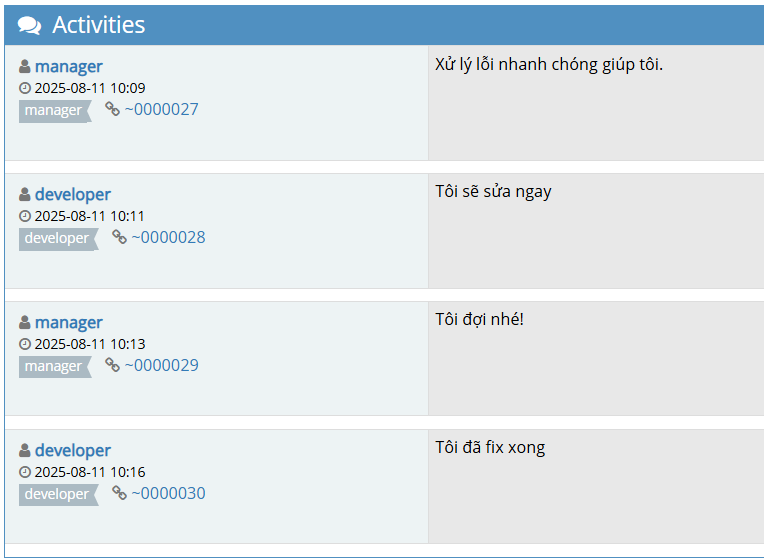 Activities
manager
2025-08-11 10:09
manager ~0000027
Xử lý lỗi nhanh chóng giúp tôi.
developer
2025-08-11 10:11
developer ~0000028
Tôi sẽ sửa ngay
manager
2025-08-11 10:13
manager ~0000029
Tôi đợi nhé!
developer
2025-08-11 10:16
developer ~0000030
Tôi đã fix xong